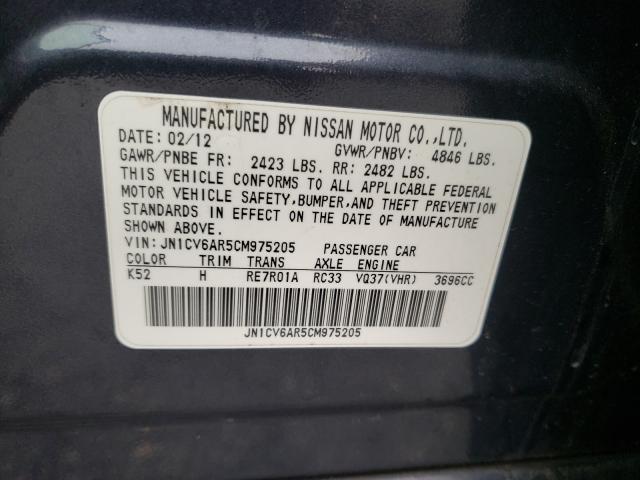 MANUFACTURED BY NISSAN MOTOR CO.,LTD.
DATE: 02/12 GVWR/PNBV: 4846 LBS.
GAWR/PNBE FR: 2423 LBS. RR: 2482 LBS.
THIS VEHICLE CONFORMS TO ALL APPLICABLE FEDERAL
MOTOR VEHICLE SAFETY,BUMPER,AND THEFT PREVENTION
STANDARDS IN EFFECT ON THE DATE OF MANUFACTURE
SHOWN ABOVE.
VIN: JN1CV6AR5CM975205 PASSENGER CAR
COLOR TRIM TRANS AXLE ENGINE
K52 H RE7R01A RC33 VQ37(VHR) 3696CC
JN1CV6AR5CM975205